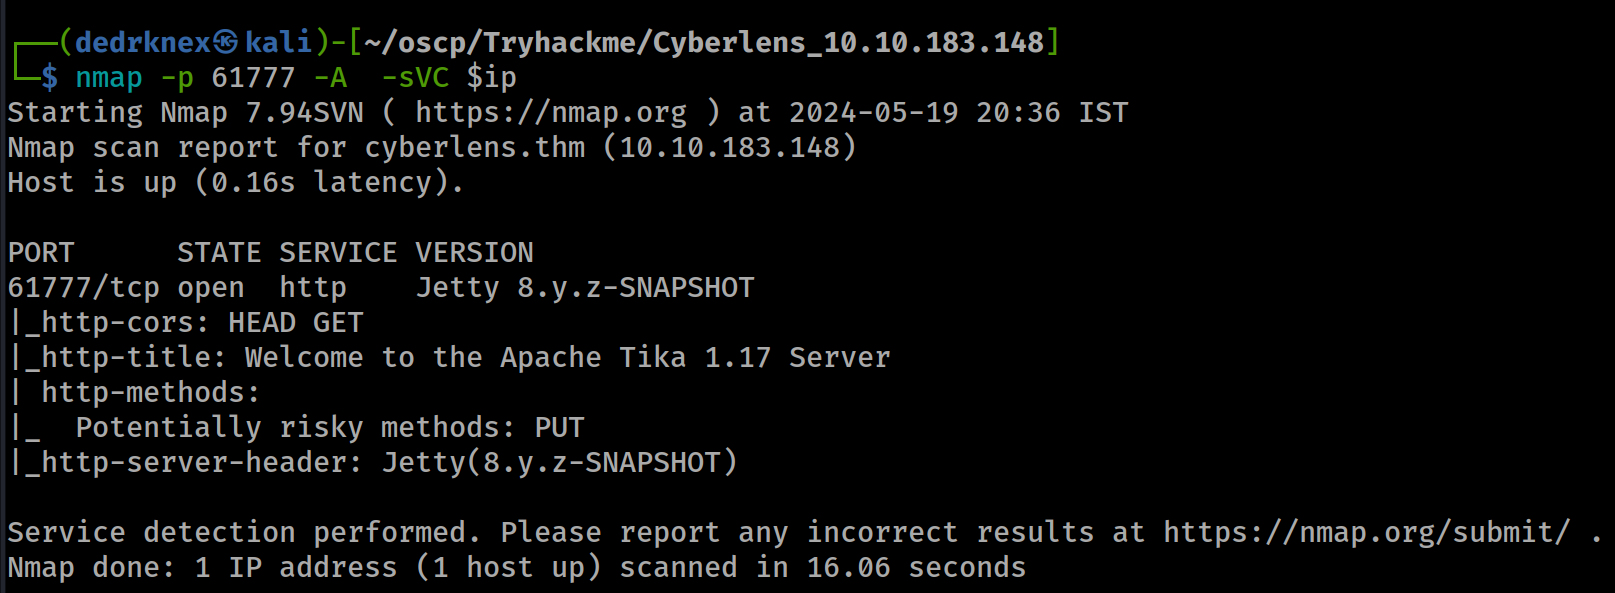 ┌──(dedrknex㉿kali)-[~/oscp/Tryhackme/Cyberlens_10.10.183.148]
└─$ nmap -p 61777 -A  -sVC $ip
Starting Nmap 7.94SVN ( https://nmap.org ) at 2024-05-19 20:36 IST
Nmap scan report for cyberlens.thm (10.10.183.148)
Host is up (0.16s latency).

PORT      STATE SERVICE VERSION
61777/tcp open  http    Jetty 8.y.z-SNAPSHOT
|_http-cors: HEAD GET
|_http-title: Welcome to the Apache Tika 1.17 Server
| http-methods:
|_  Potentially risky methods: PUT
|_http-server-header: Jetty(8.y.z-SNAPSHOT)

Service detection performed. Please report any incorrect results at https://nmap.org/submit/ .
Nmap done: 1 IP address (1 host up) scanned in 16.06 seconds